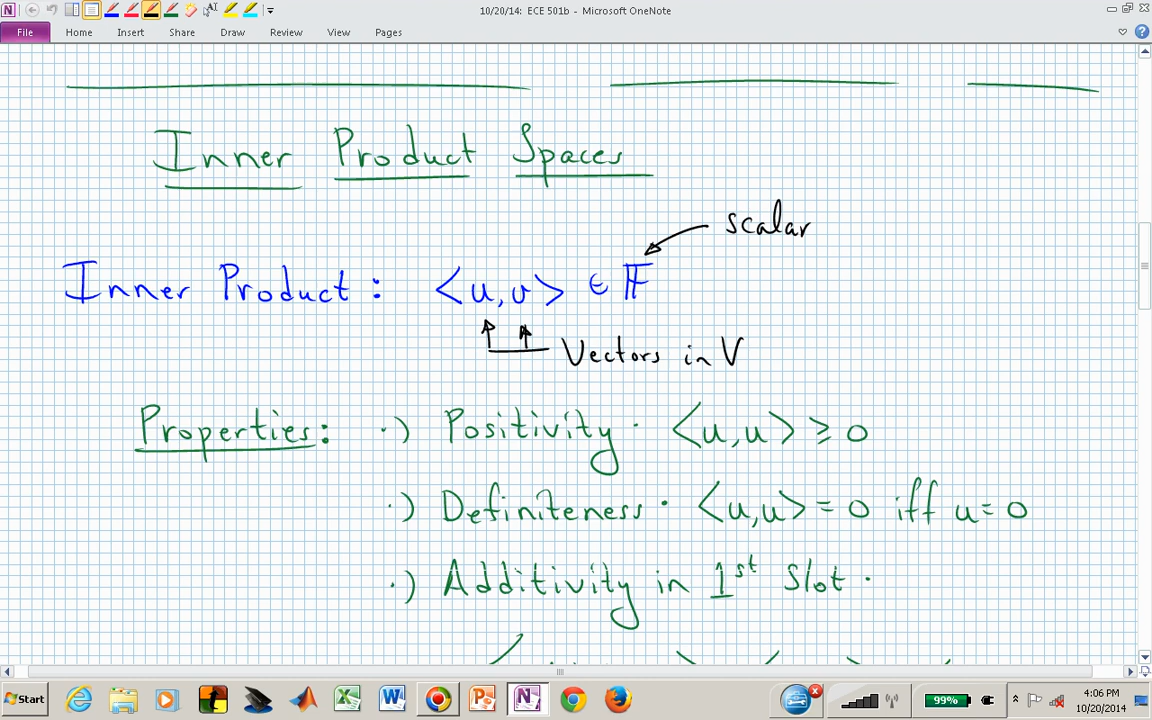 10/20/14: ECE 501b - Microsoft OneNote
File Home Insert Share Draw Review View Pages
Inner Product Spaces
scalar
Inner Product: <u,v> ∈ 𝔽
Vectors in V
Properties: ·) Positivity · <u,u> ≥ 0
·) Definiteness · <u,u> = 0 iff u=0
·) Additivity in 1st Slot ·
Start 99% 4:06 PM
10/20/2014